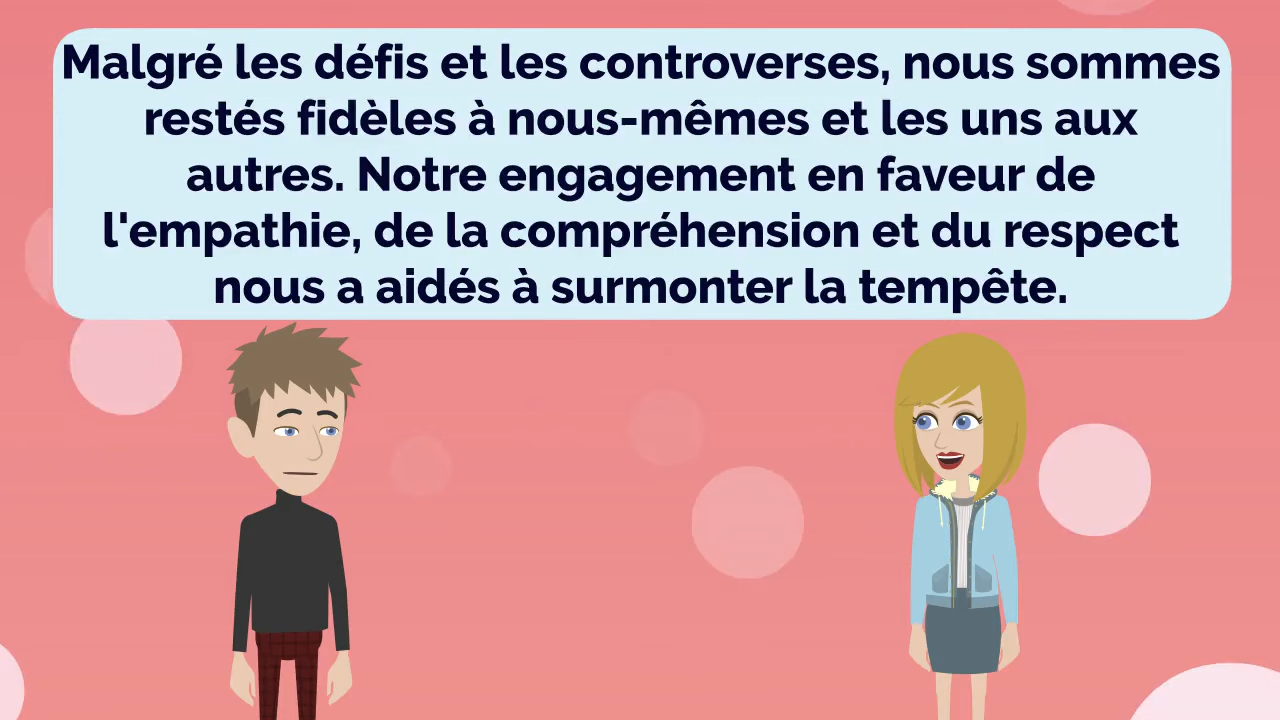 Malgré les défis et les controverses, nous sommes
restés fidèles à nous-mêmes et les uns aux
autres. Notre engagement en faveur de
l'empathie, de la compréhension et du respect
nous a aidés à surmonter la tempête.